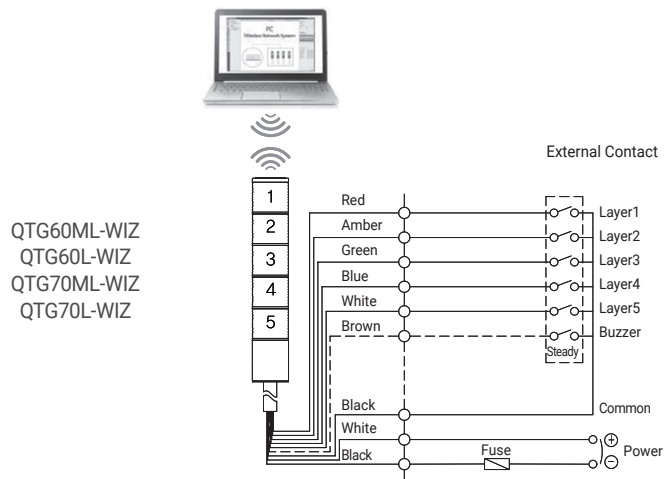 PC
Wireless Network System
External Contact
QTG60ML-WIZ
QTG60L-WIZ
QTG70ML-WIZ
QTG70L-WIZ
1
2
3
4
5
Red
Amber
Green
Blue
White
Brown
Black
White
Black
Layer1
Layer2
Layer3
Layer4
Layer5
Buzzer
Steady
Common
Fuse
+
−
Power